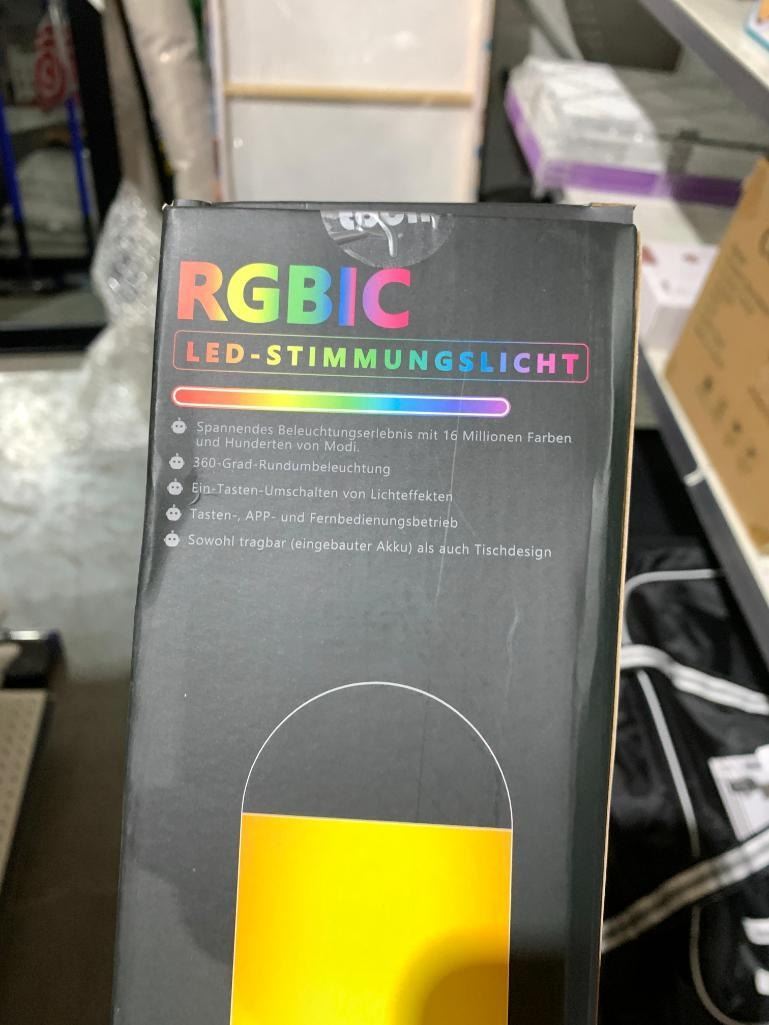 RGBIC
LED-STIMMUNGSLICHT
Spannendes Beleuchtungserlebnis mit 16 Millionen Farben
und Hunderten von Modi.
360-Grad-Rundumbeleuchtung
Ein-Tasten-Umschalten von Lichteffekten
Tasten-, APP- und Fernbedienungsbetrieb
Sowohl tragbar (eingebauter Akku) als auch Tischdesign